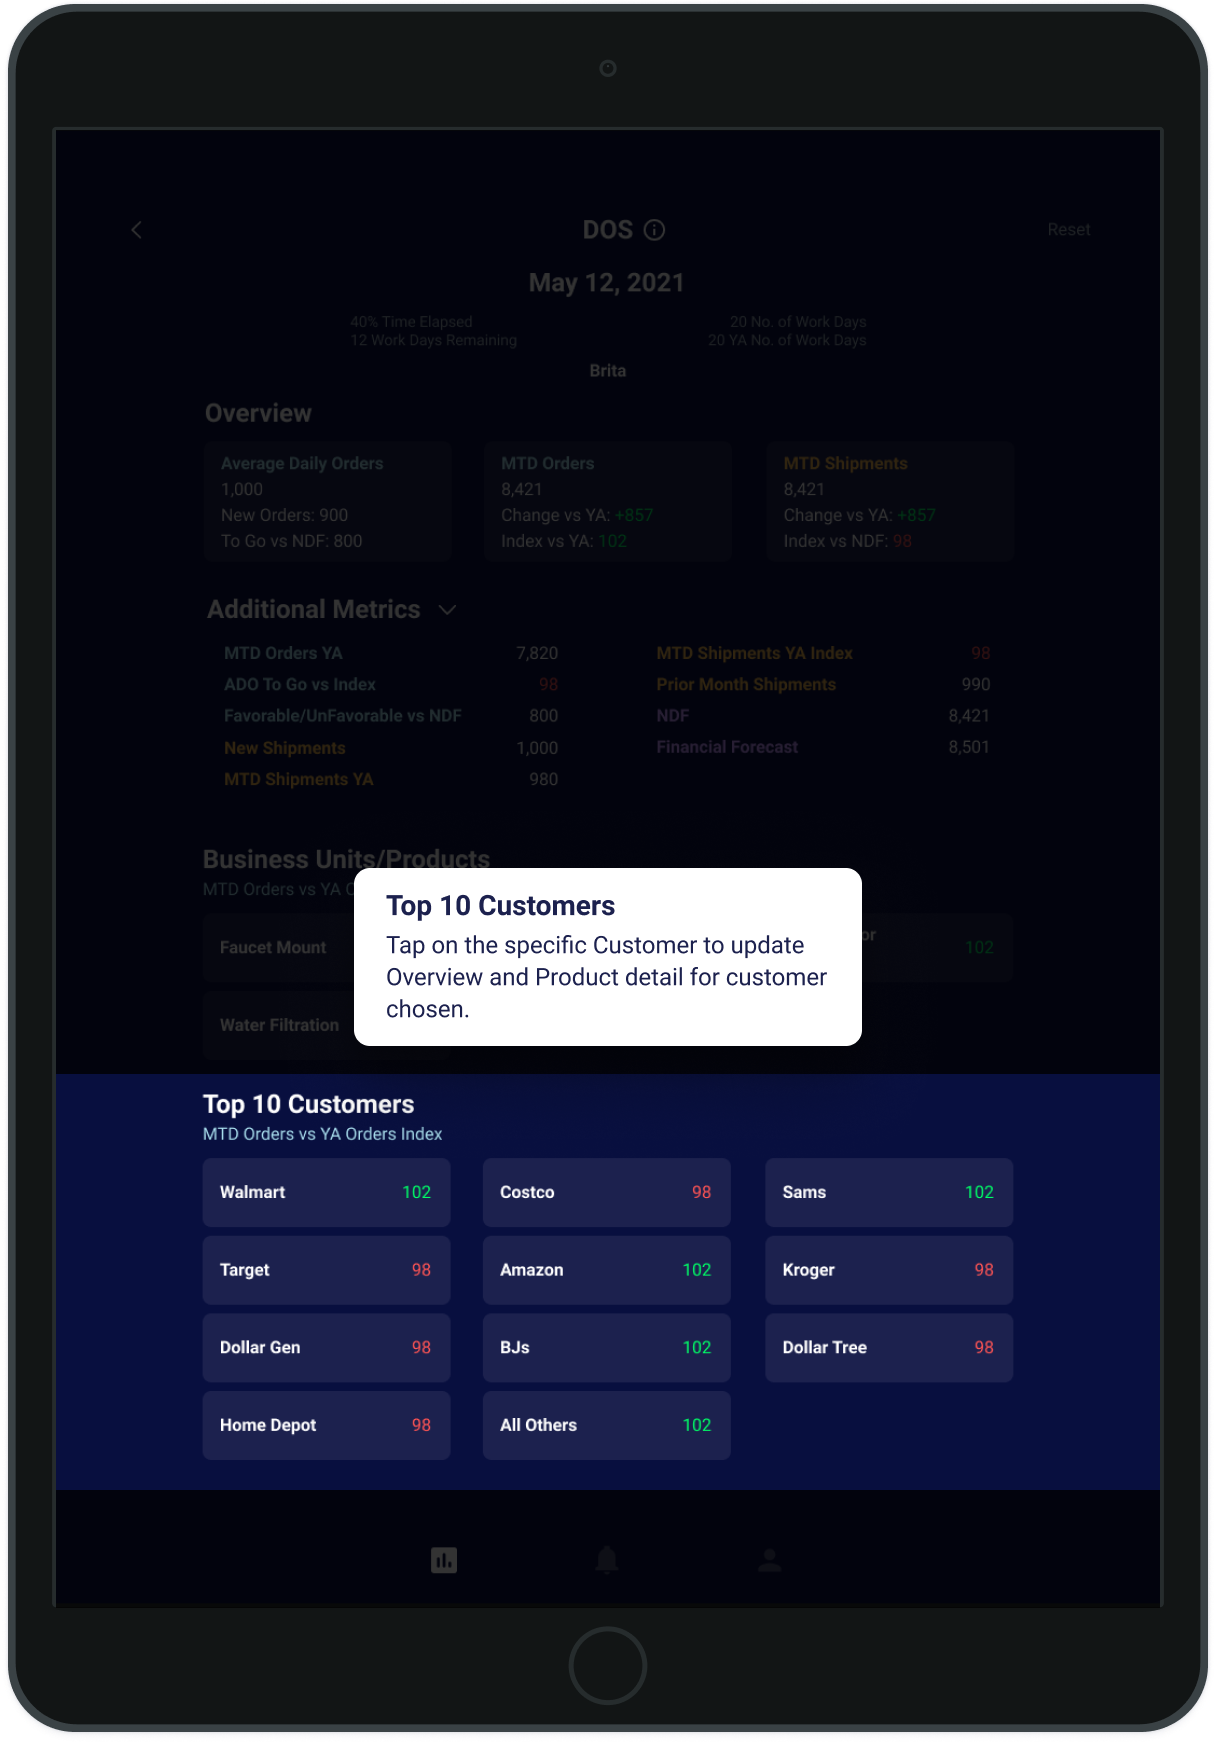 DOS
Reset
May 12, 2021
40% Time Elapsed
12 Work Days Remaining
20 No. of Work Days
20 YA No. of Work Days
Brita
Overview
Average Daily Orders
1,000
New Orders: 900
To Go vs NDF: 800
MTD Orders
8,421
Change vs YA: +857
Index vs YA: 102
MTD Shipments
8,421
Change vs YA: +857
Index vs NDF: 98
Additional Metrics
MTD Orders YA 7,820
ADO To Go vs Index 98
Favorable/UnFavorable vs NDF 800
New Shipments 1,000
MTD Shipments YA 980
MTD Shipments YA Index 98
Prior Month Shipments 990
NDF 8,421
Financial Forecast 8,501
Business Units/Products
MTD Orders vs YA
Faucet Mount
102
Water Filtration
Top 10 Customers
Tap on the specific Customer to update
Overview and Product detail for customer
chosen.
Top 10 Customers
MTD Orders vs YA Orders Index
Walmart 102
Costco 98
Sams 102
Target 98
Amazon 102
Kroger 98
Dollar Gen 98
BJs 102
Dollar Tree 98
Home Depot 98
All Others 102